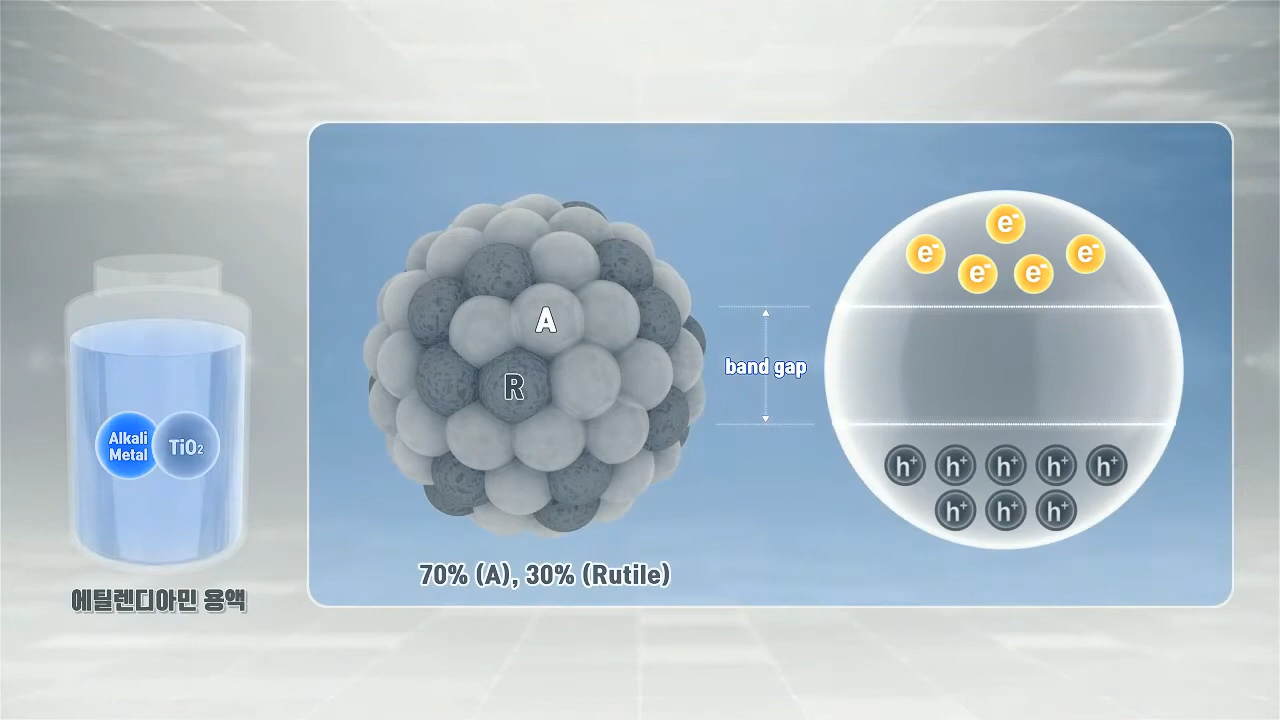 Alkali
Metal
TiO₂
에틸렌디아민 용액
A
R
70% (A), 30% (Rutile)
band gap
e⁻
e⁻
e⁻
e⁻
e⁻
h⁺ h⁺ h⁺ h⁺ h⁺
h⁺ h⁺ h⁺